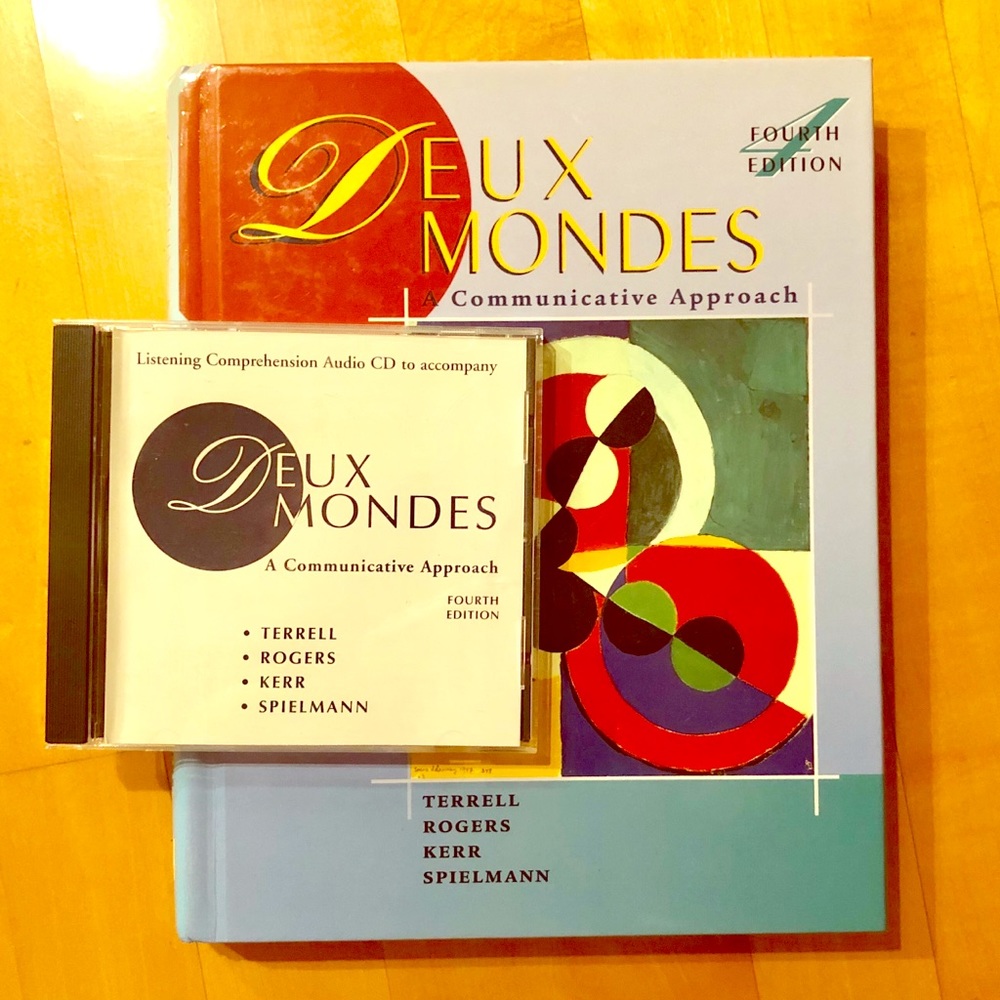 DEUX
MONDES
A Communicative Approach
FOURTH
4
EDITION
TERRELL
ROGERS
KERR
SPIELMANN
Listening Comprehension Audio CD to accompany
DEUX
MONDES
A Communicative Approach
FOURTH
EDITION
• TERRELL
• ROGERS
• KERR
• SPIELMANN